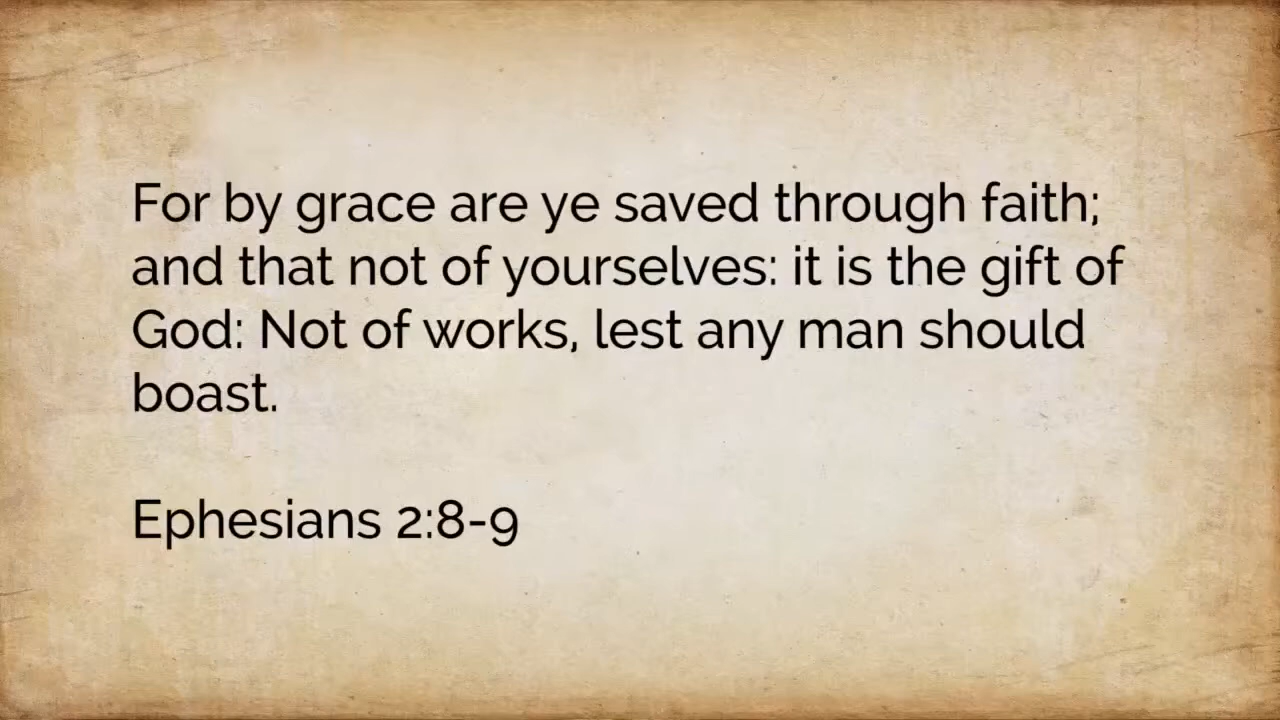 For by grace are ye saved through faith;
and that not of yourselves: it is the gift of
God: Not of works, lest any man should
boast.
Ephesians 2:8-9